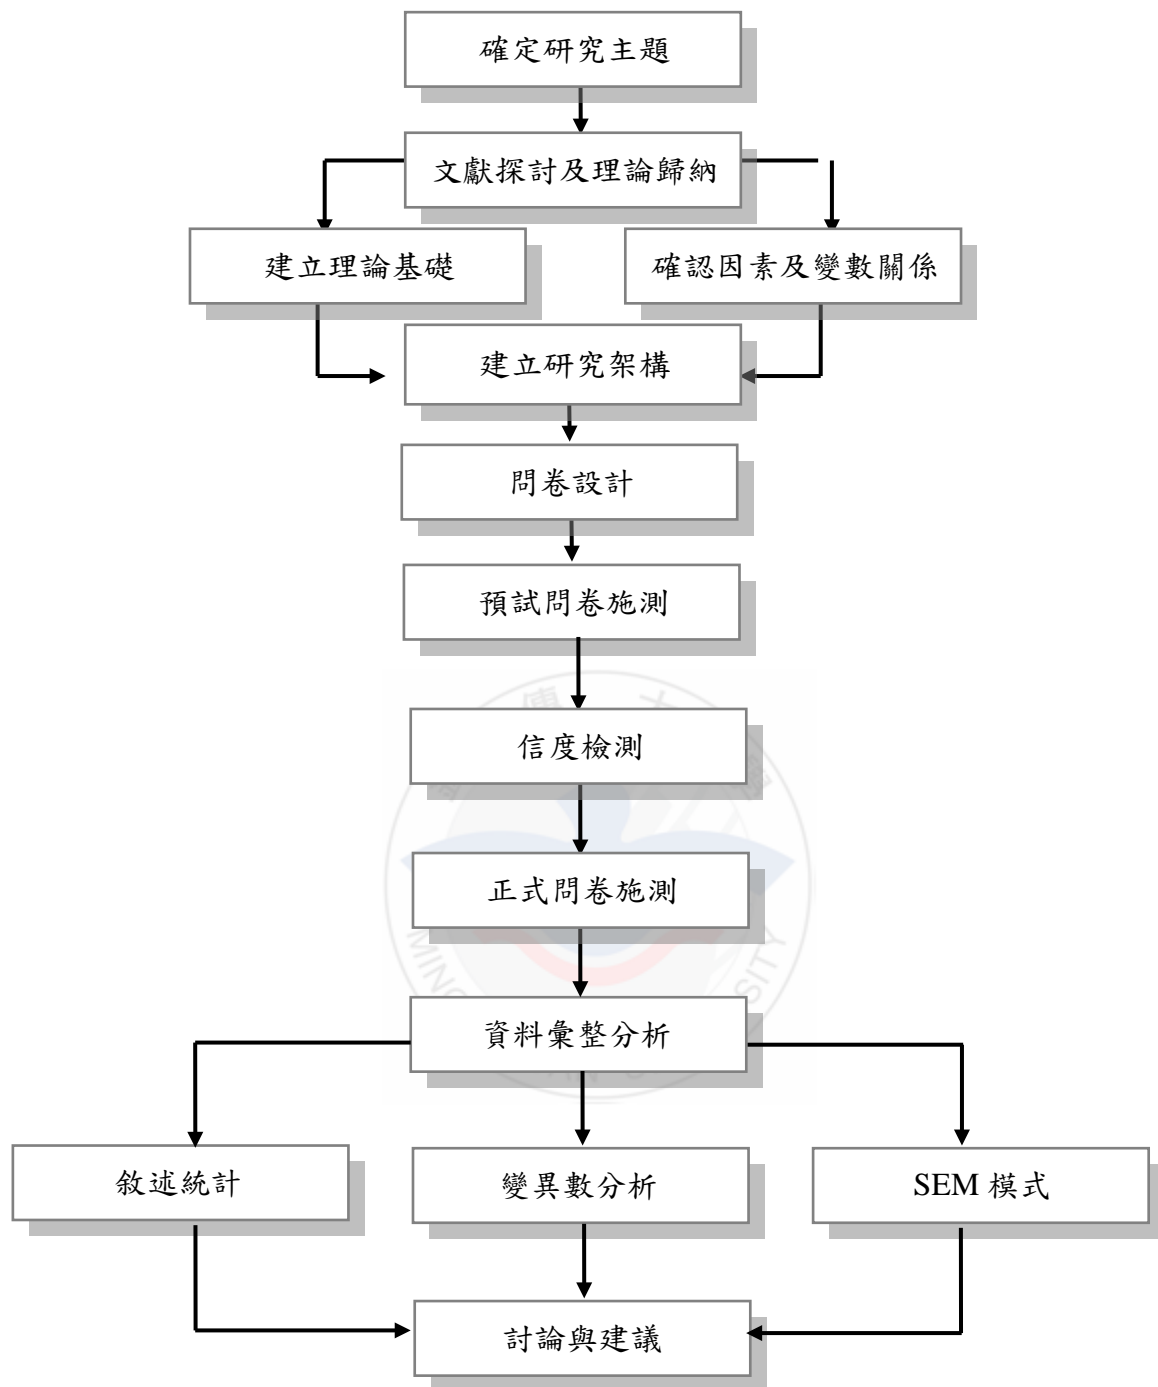 確定研究主題
文獻探討及理論歸納
建立理論基礎
確認因素及變數關係
建立研究架構
問卷設計
預試問卷施測
信度檢測
正式問卷施測
資料彙整分析
敘述統計
變異數分析
SEM 模式
討論與建議